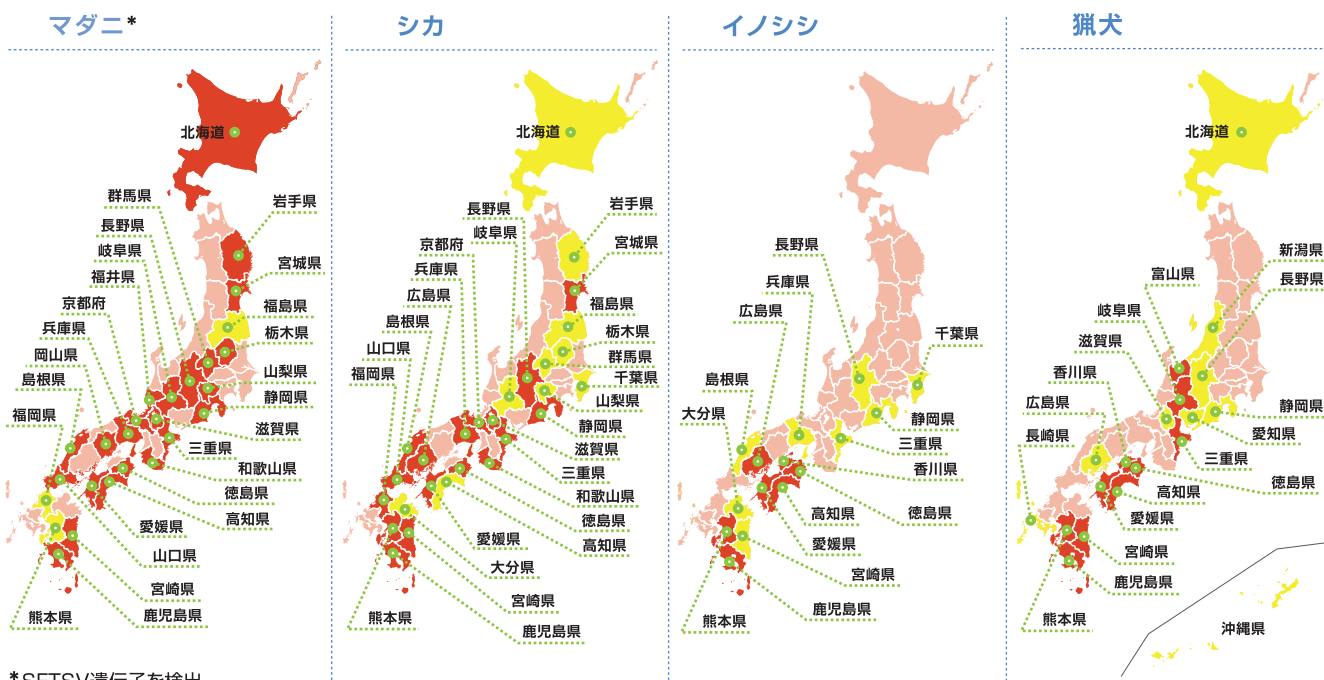 マダニ*
北海道
群馬県
岩手県
長野県
岐阜県
宮城県
福井県
京都府
福島県
兵庫県
栃木県
岡山県
山梨県
島根県
静岡県
福岡県
滋賀県
三重県
和歌山県
徳島県
高知県
愛媛県
山口県
宮崎県
熊本県
鹿児島県
*SFTSV遺伝子を検出
シカ
北海道
長野県
岩手県
岐阜県
京都府
宮城県
兵庫県
広島県
福島県
島根県
栃木県
山口県
群馬県
福岡県
千葉県
山梨県
静岡県
滋賀県
三重県
和歌山県
徳島県
愛媛県
高知県
大分県
宮崎県
熊本県
鹿児島県
イノシシ
長野県
兵庫県
広島県
千葉県
島根県
大分県
静岡県
三重県
香川県
高知県
徳島県
愛媛県
宮崎県
鹿児島県
熊本県
猟犬
北海道
新潟県
富山県
長野県
岐阜県
滋賀県
香川県
広島県
静岡県
長崎県
愛知県
三重県
徳島県
高知県
愛媛県
宮崎県
鹿児島県
熊本県
沖縄県